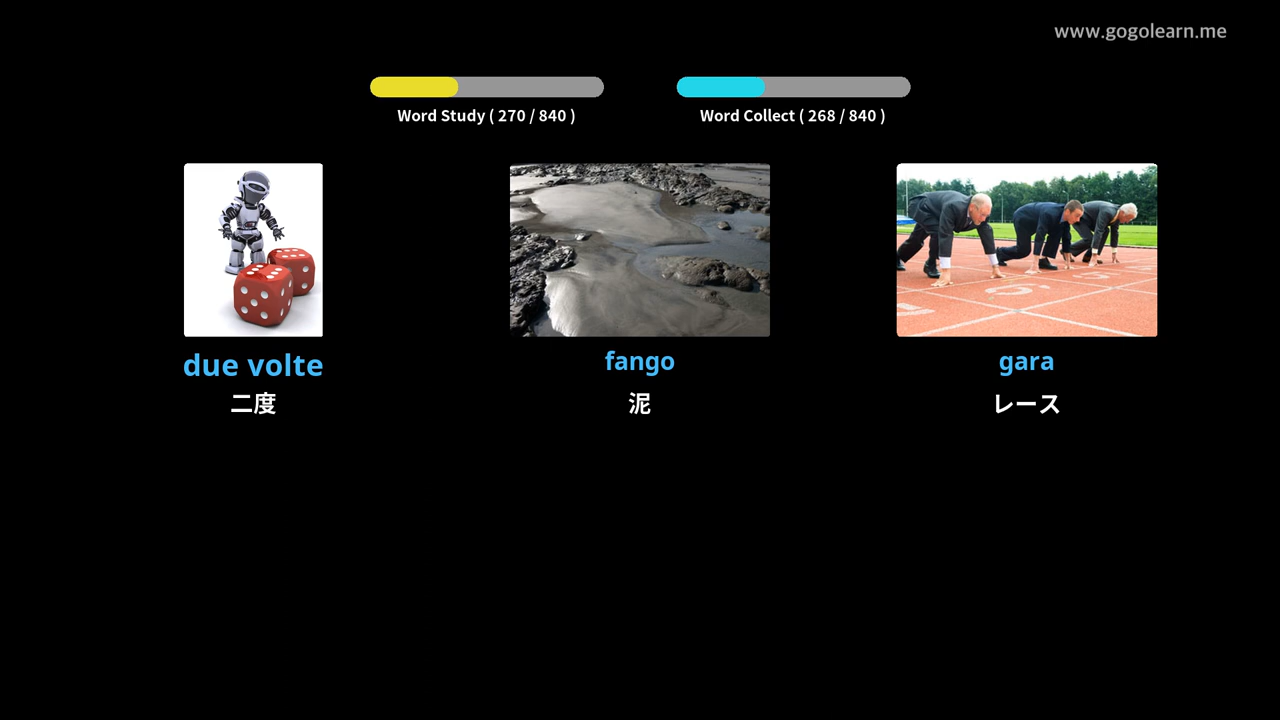 www.gogolearn.me
Word Study ( 270 / 840 )
Word Collect ( 268 / 840 )
due volte
二度
fango
泥
gara
レース